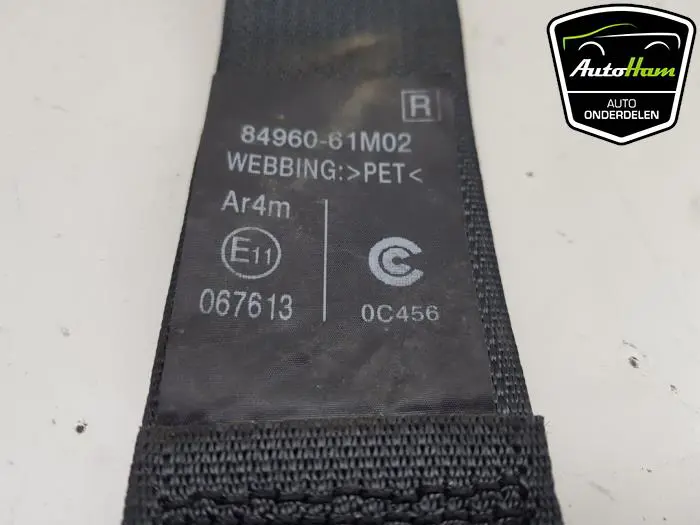 AutoHam
AUTO
ONDERDELEN
R
84960-61M02
WEBBING:>PET<
Ar4m
E11
067613
0C456